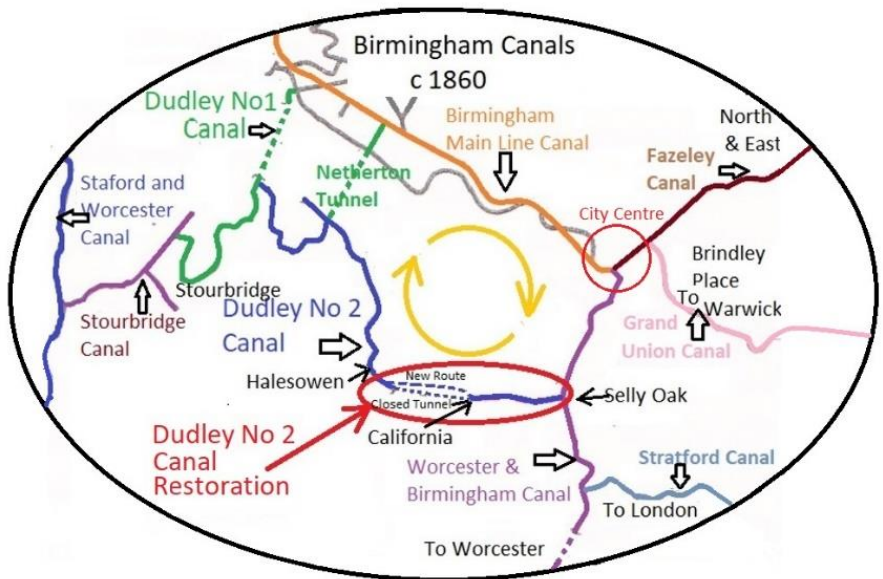 Birmingham Canals
c 1860
Dudley No1
Canal
Birmingham
Main Line Canal
North
& East
Fazeley
Canal
Netherton
Tunnel
Staford and
Worcester
Canal
City Centre
Brindley
Place
To
Warwick
Stourbridge
Dudley No 2
Canal
Stourbridge
Canal
Grand
Union Canal
Halesowen
New Route
Closed Tunnel
Selly Oak
California
Dudley No 2
Canal
Restoration
Worcester &
Birmingham Canal
Stratford Canal
To London
To Worcester